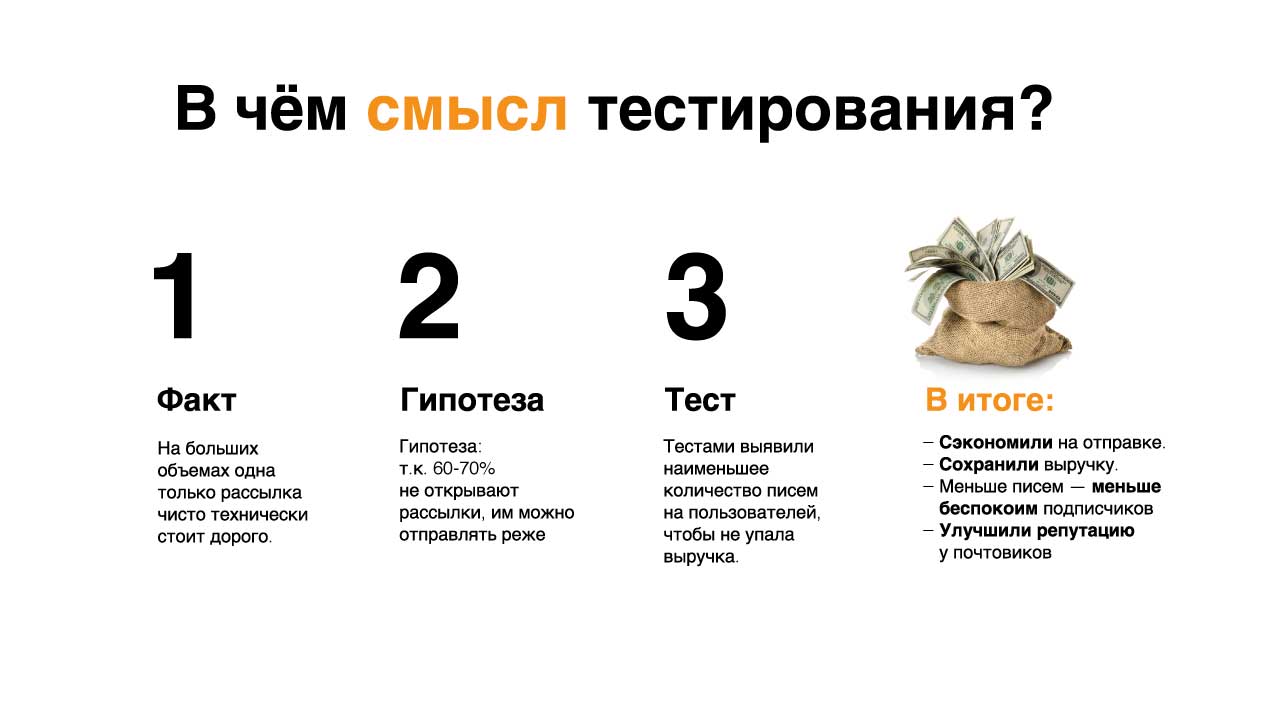 В чём смысл тестирования?
1
Факт
На больших
объемах одна
только рассылка
чисто технически
стоит дорого.
2
Гипотеза
Гипотеза:
т.к. 60-70%
не открывают
рассылки, им можно
отправлять реже
3
Тест
Тестами выявили
наименьшее
количество писем
на пользователей,
чтобы не упала
выручка.
В итоге:
– Сэкономили на отправке.
– Сохранили выручку.
– Меньше писем — меньше
беспокоим подписчиков
– Улучшили репутацию
у почтовиков